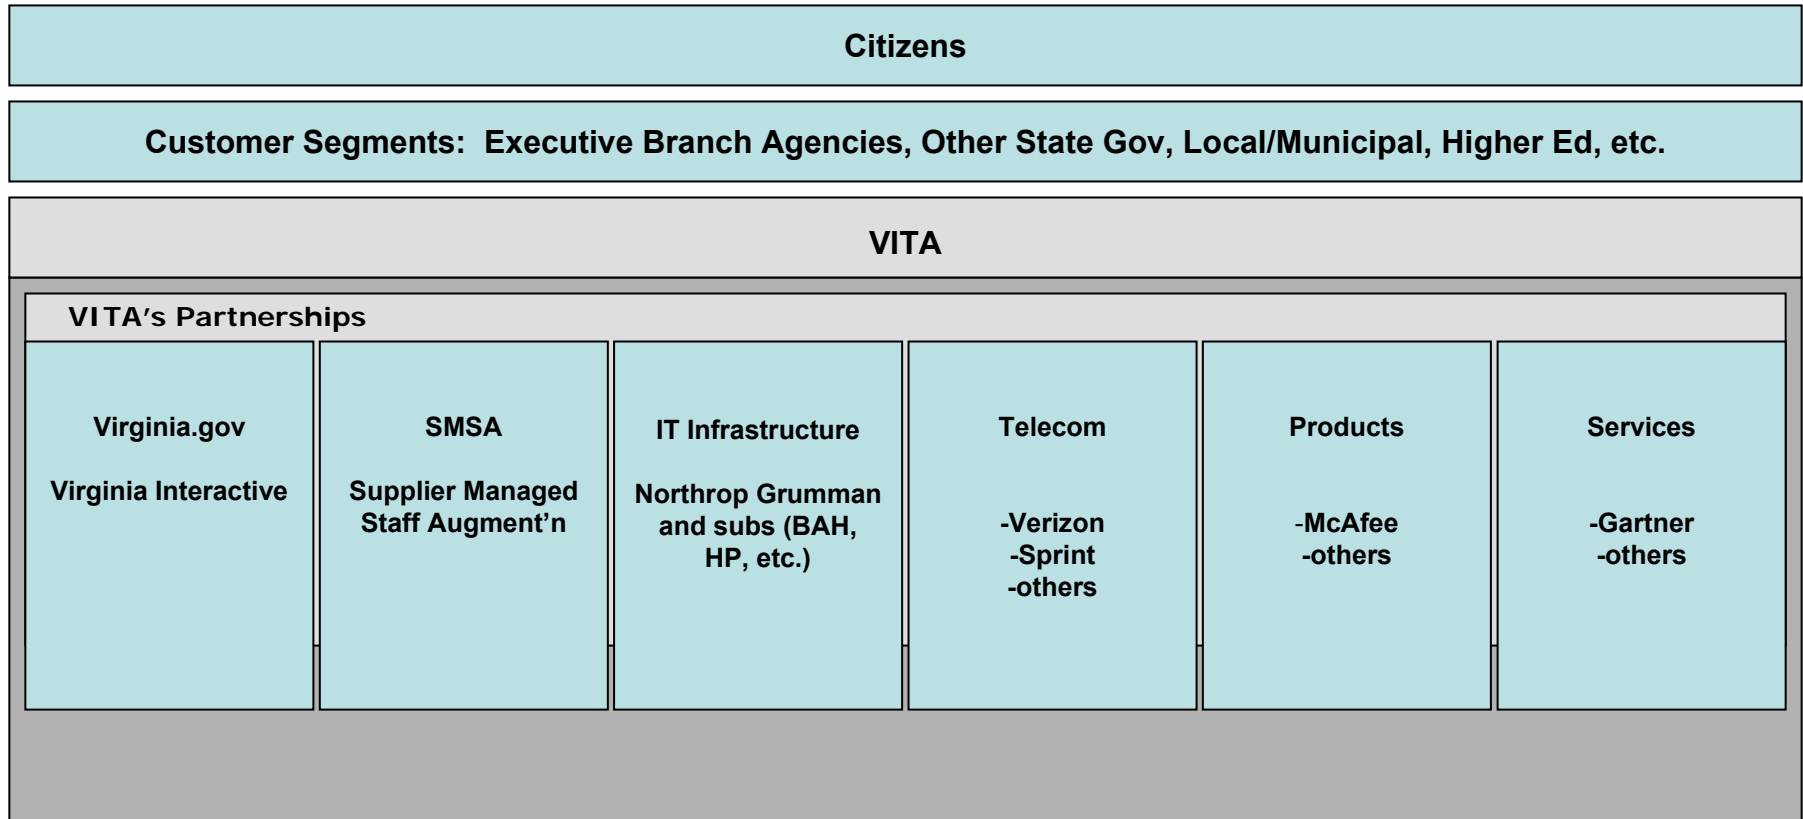 Citizens
Customer Segments:  Executive Branch Agencies, Other State Gov, Local/Municipal, Higher Ed, etc.
VITA
VITA’s Partnerships
Virginia.gov
Virginia Interactive
SMSA
Supplier Managed
Staff Augment’n
IT Infrastructure
Northrop Grumman
and subs (BAH,
HP, etc.)
Telecom
-Verizon
-Sprint
-others
Products
-McAfee
-others
Services
-Gartner
-others